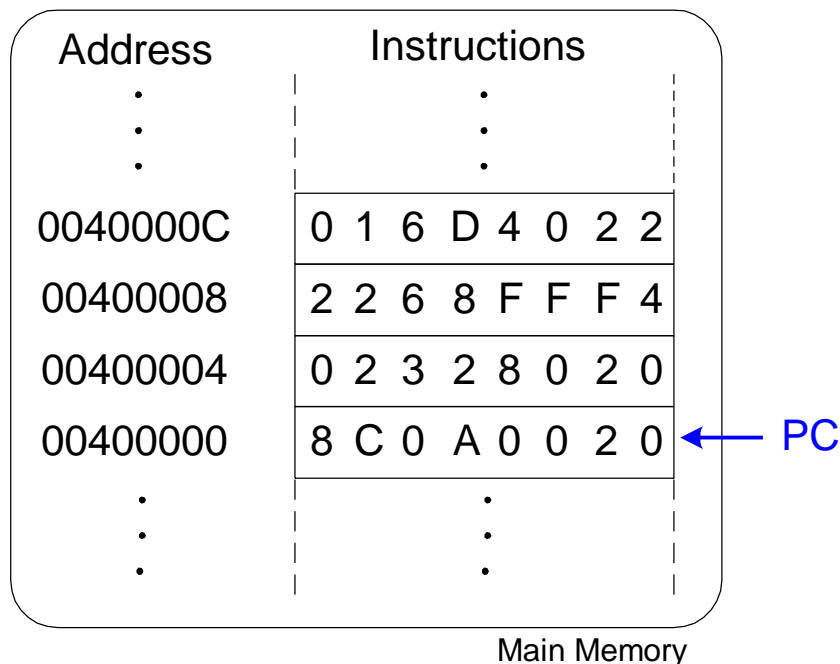 Address Instructions
0040000C 0 1 6 D 4 0 2 2
00400008 2 2 6 8 F F F 4
00400004 0 2 3 2 8 0 2 0
00400000 8 C 0 A 0 0 2 0 PC
Main Memory